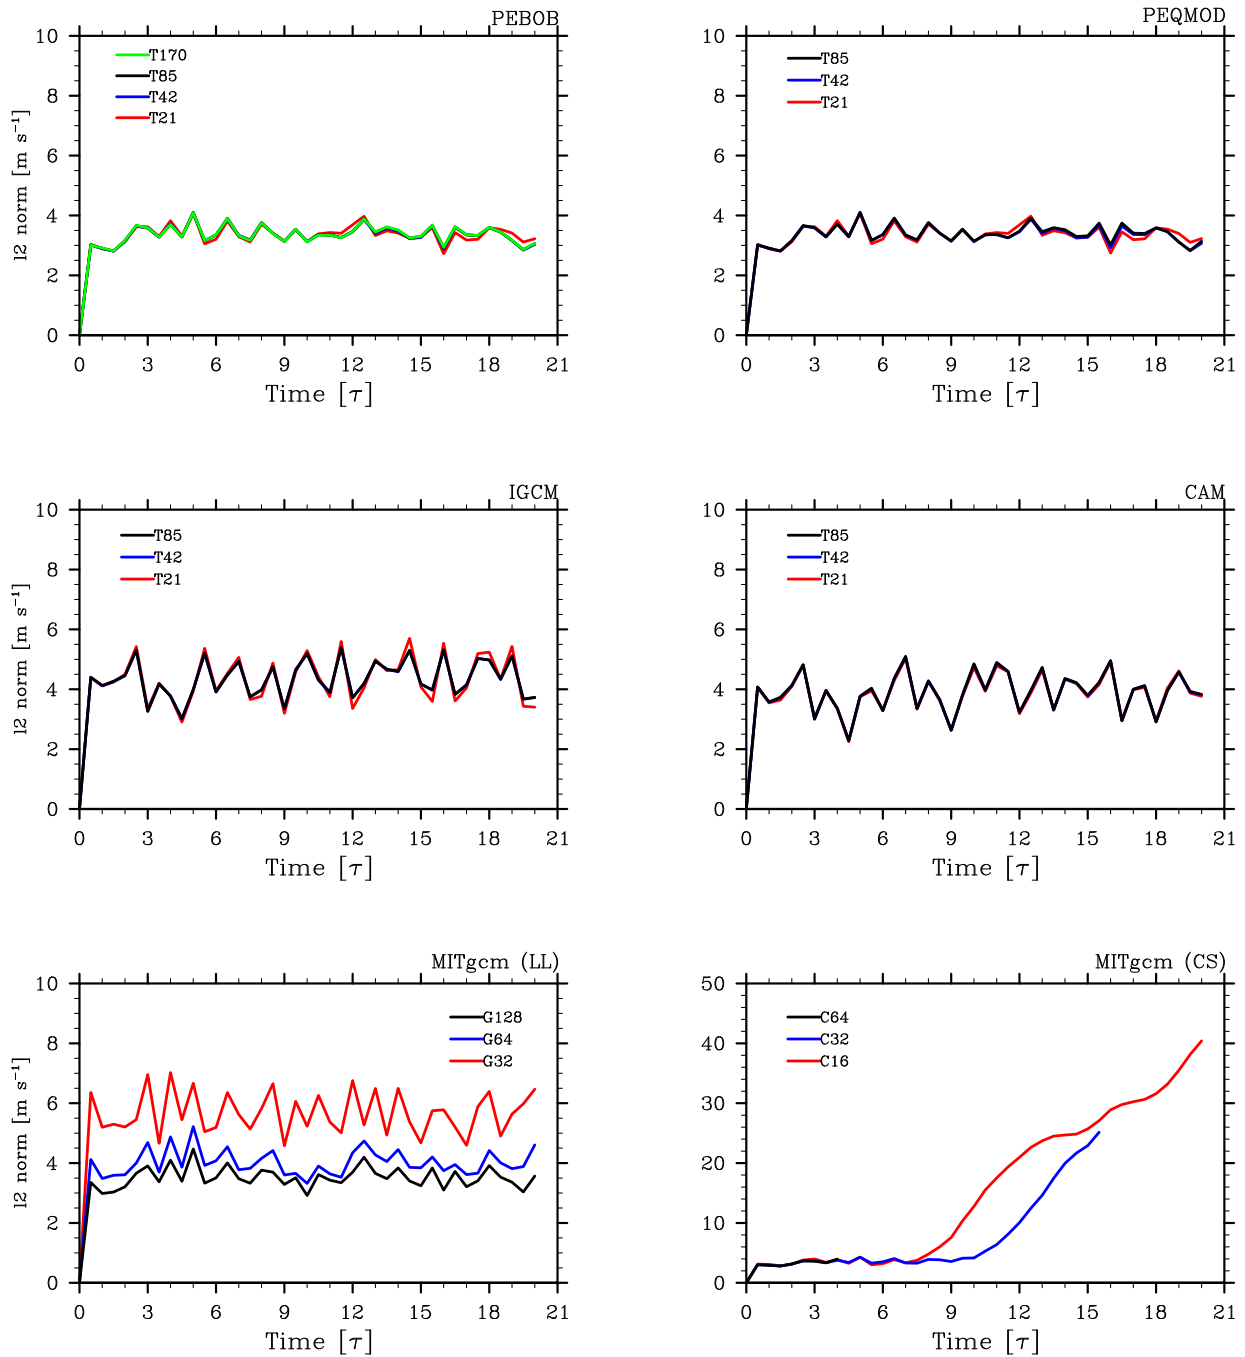 PEBOB
10
8
6
4
2
0
l2 norm [m s⁻¹]
T170
T85
T42
T21
0 3 6 9 12 15 18 21
Time [τ]
PEQMOD
10
8
6
4
2
0
T85
T42
T21
0 3 6 9 12 15 18 21
Time [τ]
IGCM
10
8
6
4
2
0
l2 norm [m s⁻¹]
T85
T42
T21
0 3 6 9 12 15 18 21
Time [τ]
CAM
10
8
6
4
2
0
T85
T42
T21
0 3 6 9 12 15 18 21
Time [τ]
MITgcm (LL)
10
8
6
4
2
0
l2 norm [m s⁻¹]
G128
G64
G32
0 3 6 9 12 15 18 21
Time [τ]
MITgcm (CS)
50
40
30
20
10
0
C64
C32
C16
0 3 6 9 12 15 18 21
Time [τ]